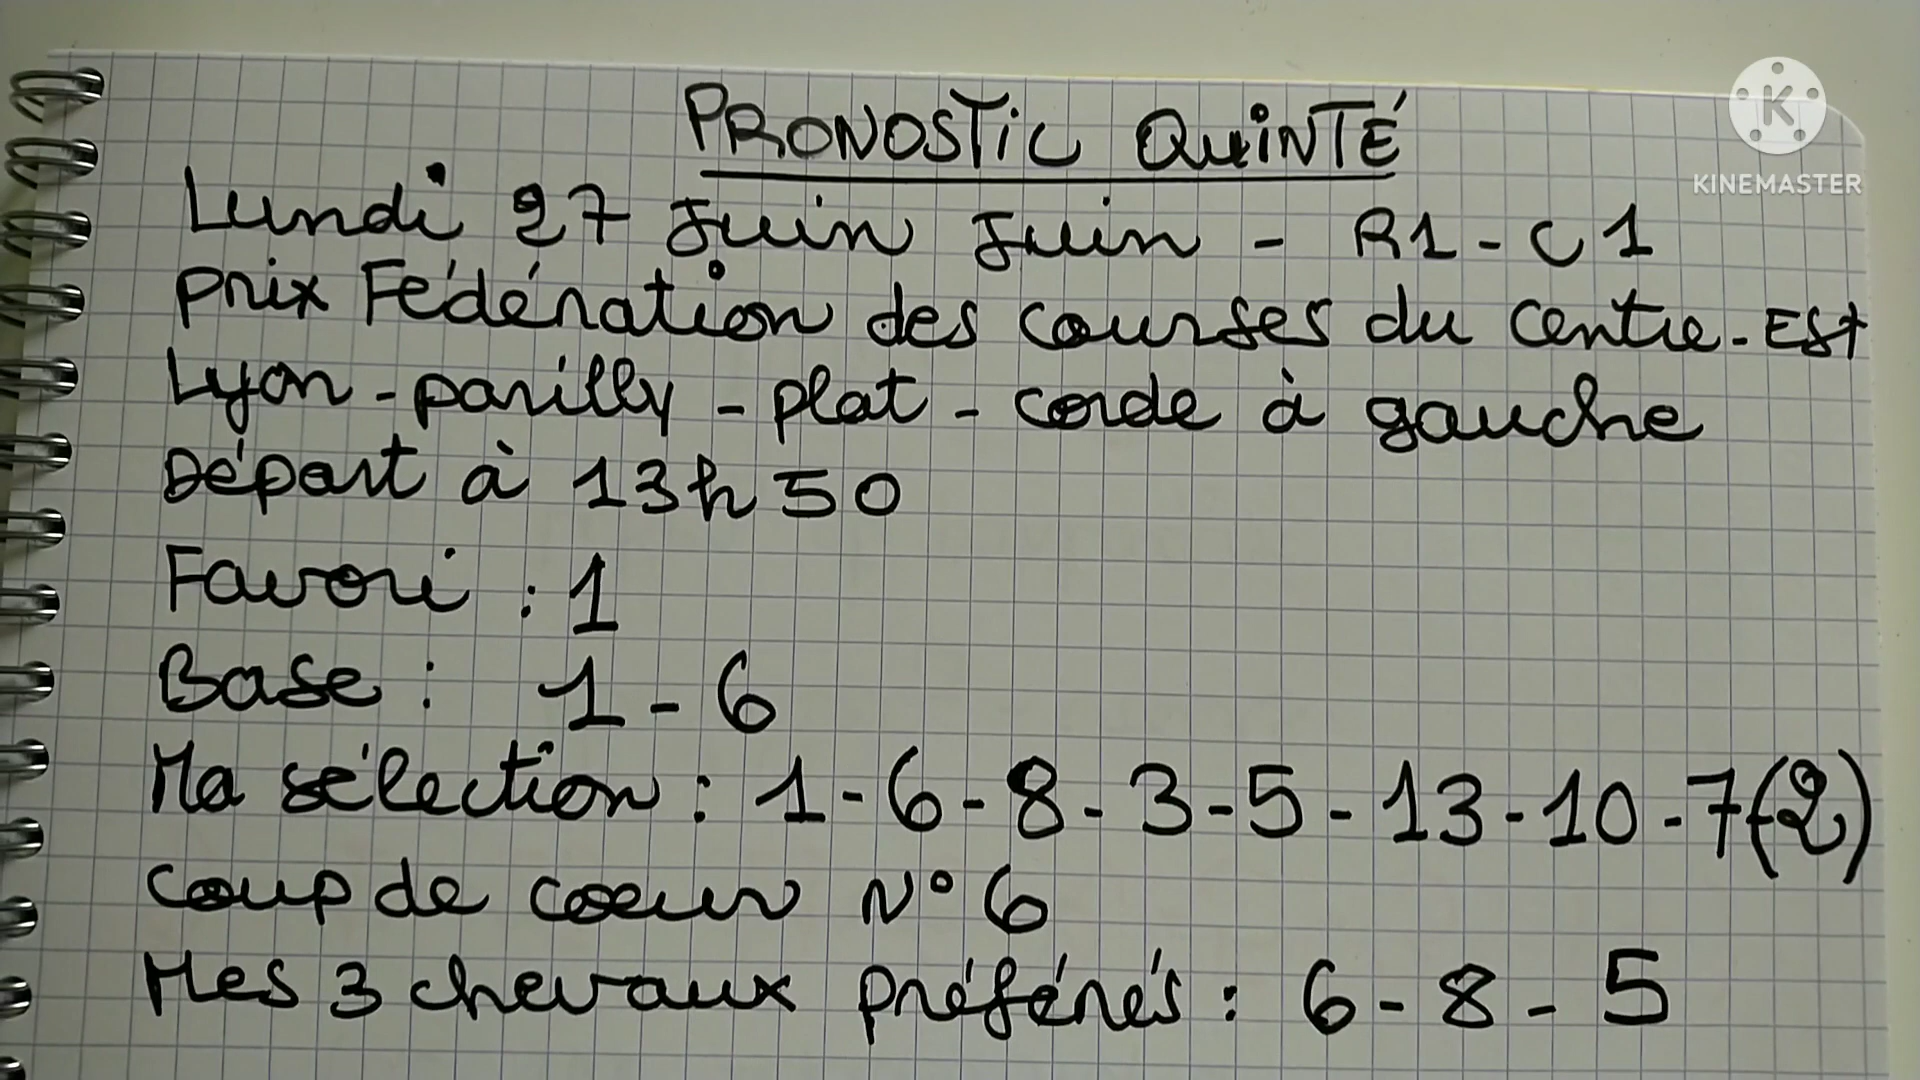 PRONOSTIC QUINTÉ
KINEMASTER
Lundi 27 Juin Juin - R1 - C1
prix Fédération des courses du Centre-Est
Lyon-parilly - plat - corde à gauche
Départ à 13h50
Favori : 1
Base : 1 - 6
Ma sélection : 1 - 6 - 8 - 3 - 5 - 13 - 10 - 7 (2)
coup de coeur N° 6
Mes 3 chevaux préférés : 6 - 8 - 5